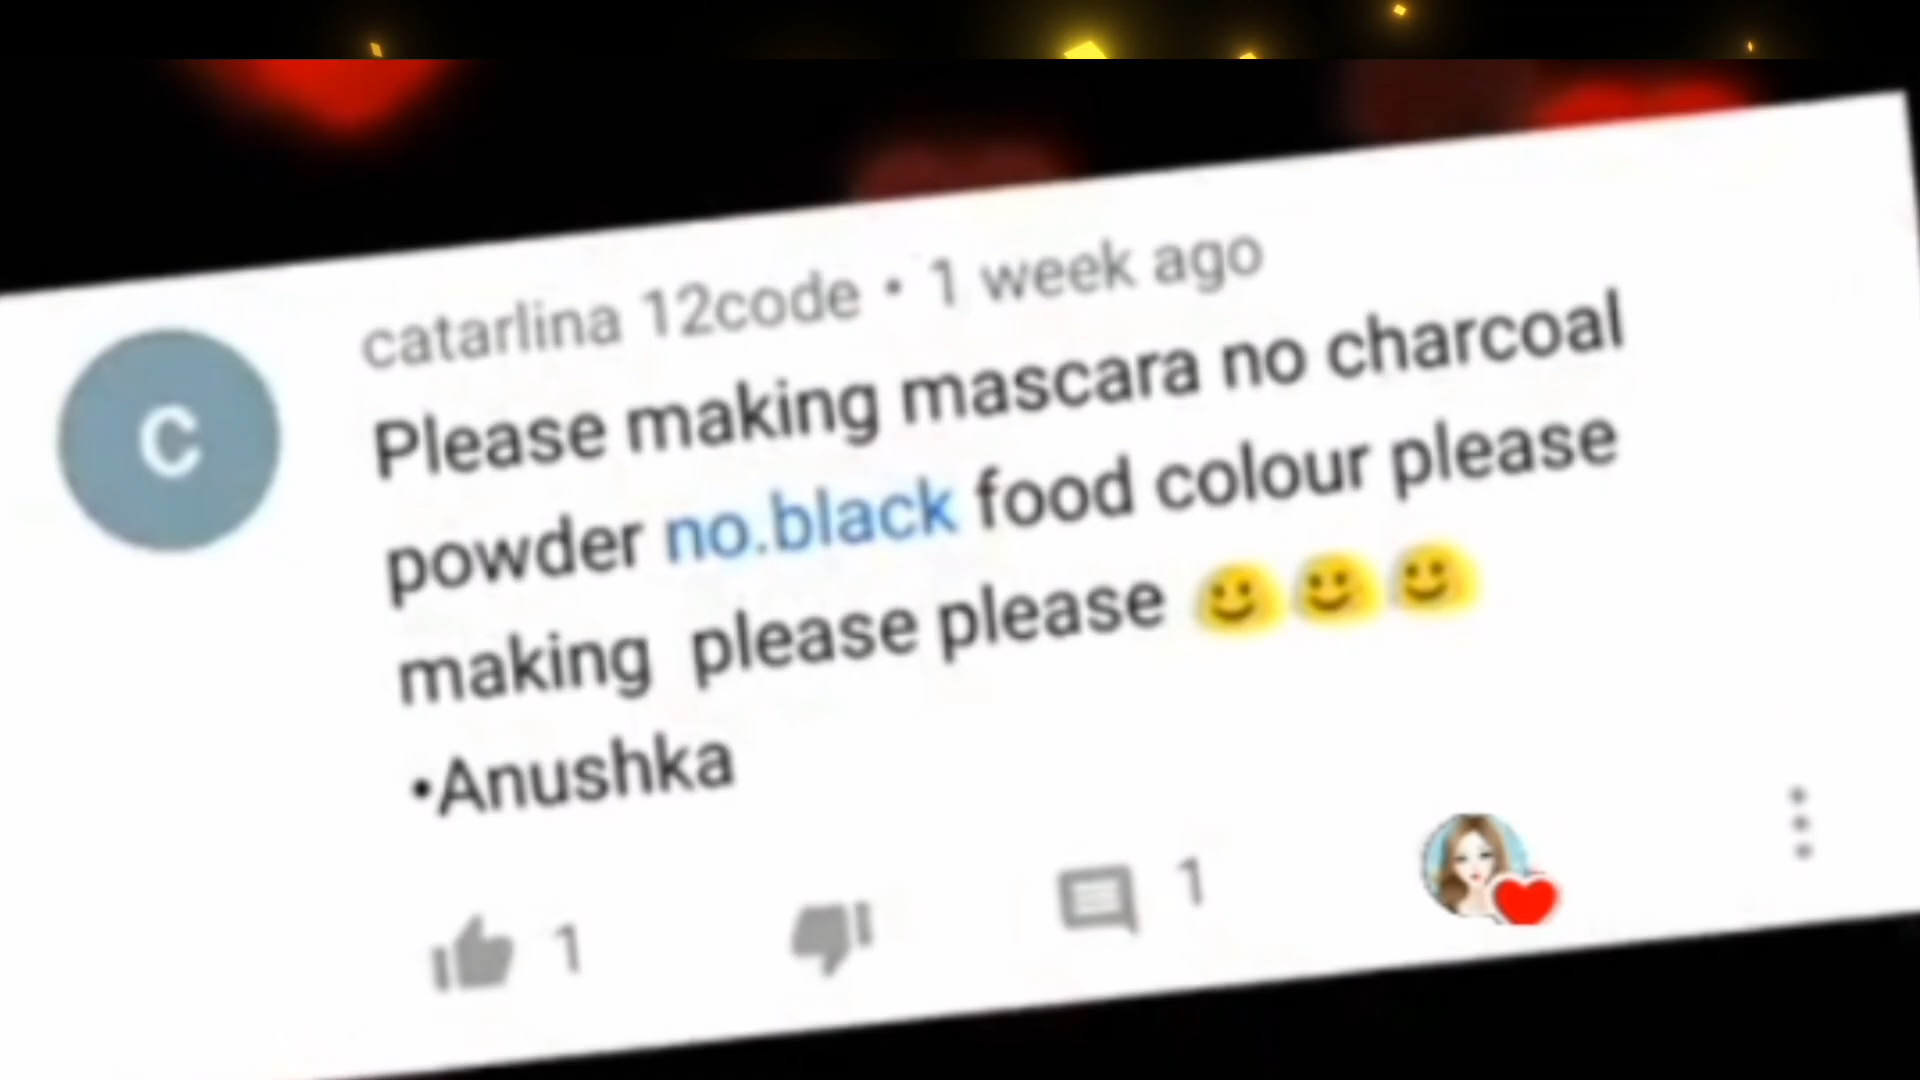 catarlina 12code • 1 week ago
C
Please making mascara no charcoal
powder no.black food colour please
making please please 🙂🙂🙂
•Anushka
1
1